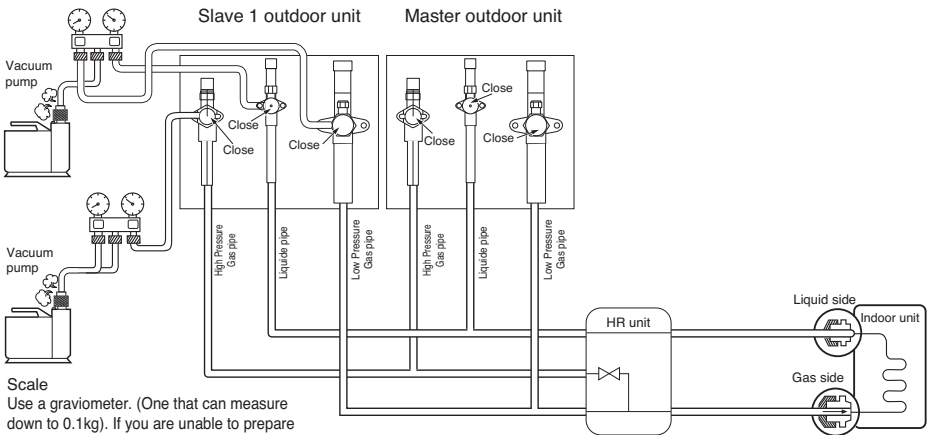 Slave 1 outdoor unit
Master outdoor unit
Vacuum
pump
Close
Close
Close
Close
Close
Close
High Pressure
Gas pipe
Liquide pipe
Low Pressure
Gas pipe
High Pressure
Gas pipe
Liquide pipe
Low Pressure
Gas pipe
Vacuum
pump
HR unit
Liquid side
Indoor unit
Gas side
Scale
Use a graviometer. (One that can measure
down to 0.1kg). If you are unable to prepare